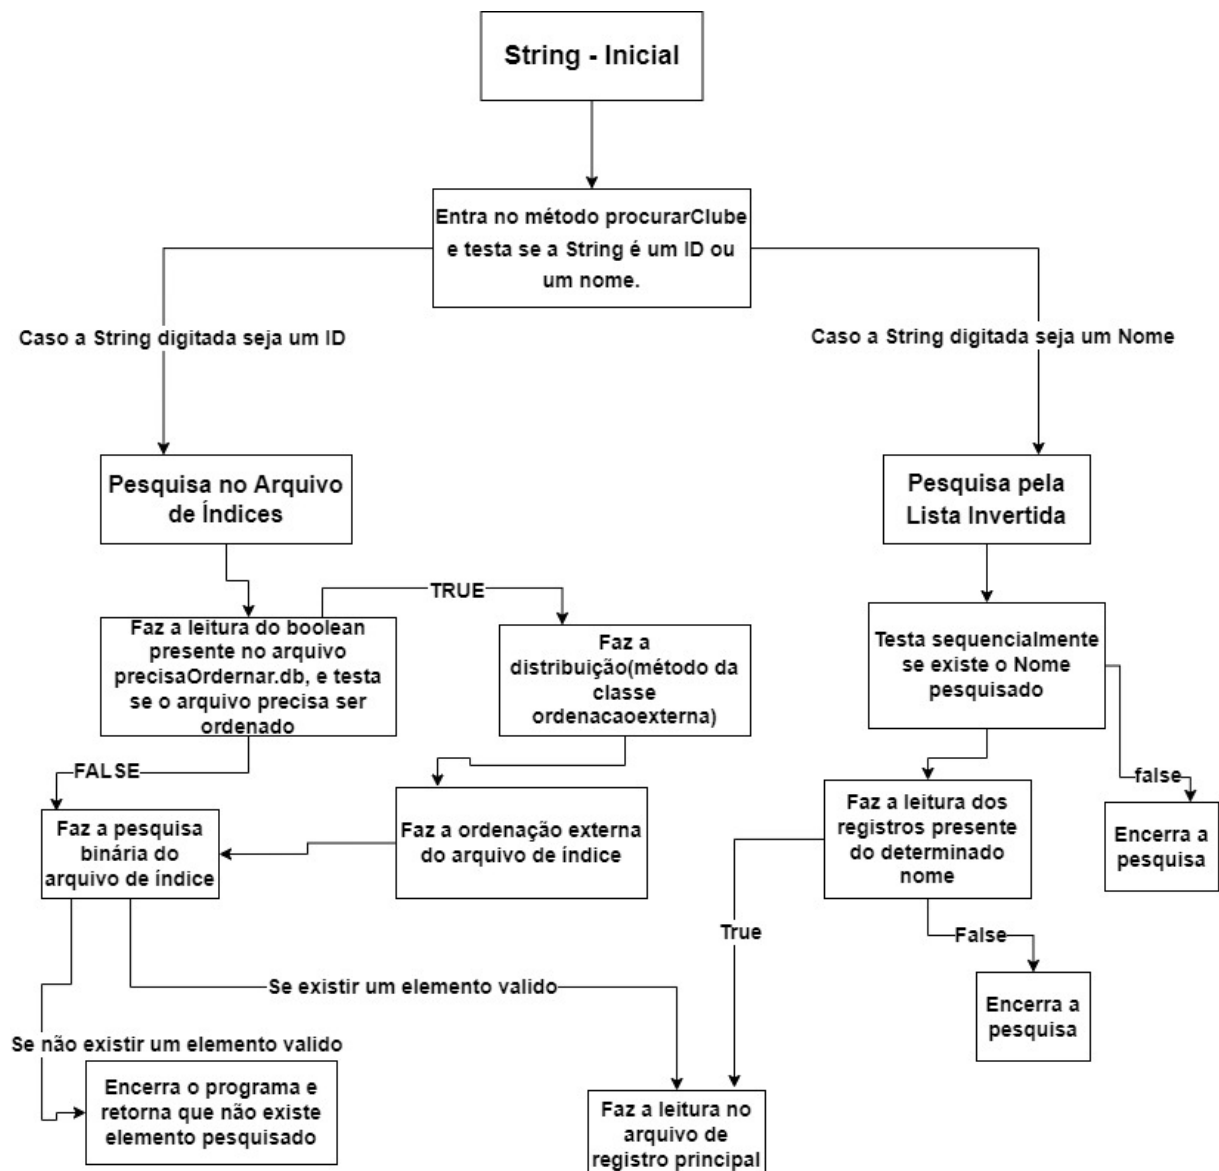 String - Inicial
Entra no método procurarClube
e testa se a String é um ID ou
um nome.
Caso a String digitada seja um ID
Caso a String digitada seja um Nome
Pesquisa no Arquivo
de Índices
Pesquisa pela
Lista Invertida
TRUE
Faz a leitura do boolean
presente no arquivo
precisaOrdernar.db, e testa
se o arquivo precisa ser
ordenado
Faz a
distribuição(método da
classe
ordenacaoexterna)
Testa sequencialmente
se existe o Nome
pesquisado
FALSE
false
Faz a pesquisa
binária do
arquivo de índice
Faz a ordenação externa
do arquivo de índice
Faz a leitura dos
registros presente
do determinado
nome
Encerra a
pesquisa
True
False
Se existir um elemento valido
Encerra a
pesquisa
Se não existir um elemento valido
Encerra o programa e
retorna que não existe
elemento pesquisado
Faz a leitura no
arquivo de
registro principal